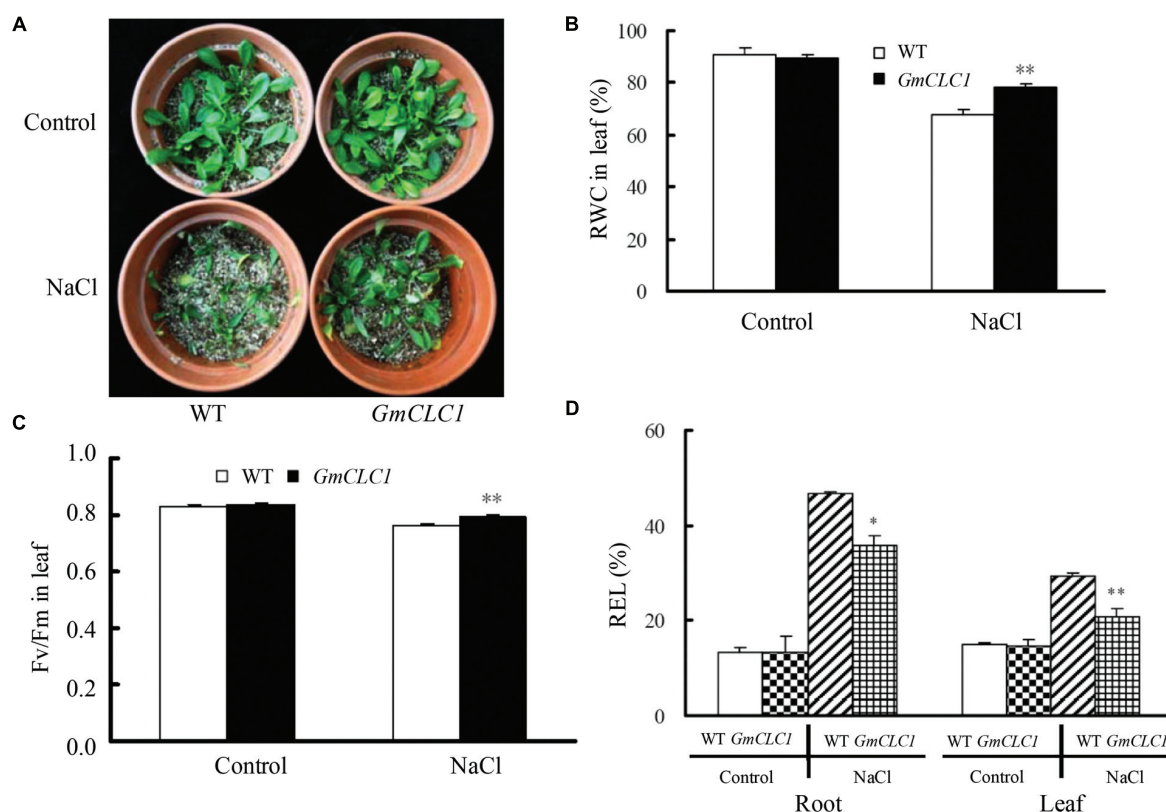 A
Control
NaCl
WT GmCLC1
B
100
80
60
40
20
0
RWC in leaf (%)
WT
GmCLC1
**
Control NaCl
C
1.0
0.8
0.6
0.4
0.2
0.0
Fv/Fm in leaf
WT GmCLC1
**
Control NaCl
D
60
40
20
0
REL (%)
*
**
WT GmCLC1 WT GmCLC1 WT GmCLC1 WT GmCLC1
Control NaCl Control NaCl
Root Leaf